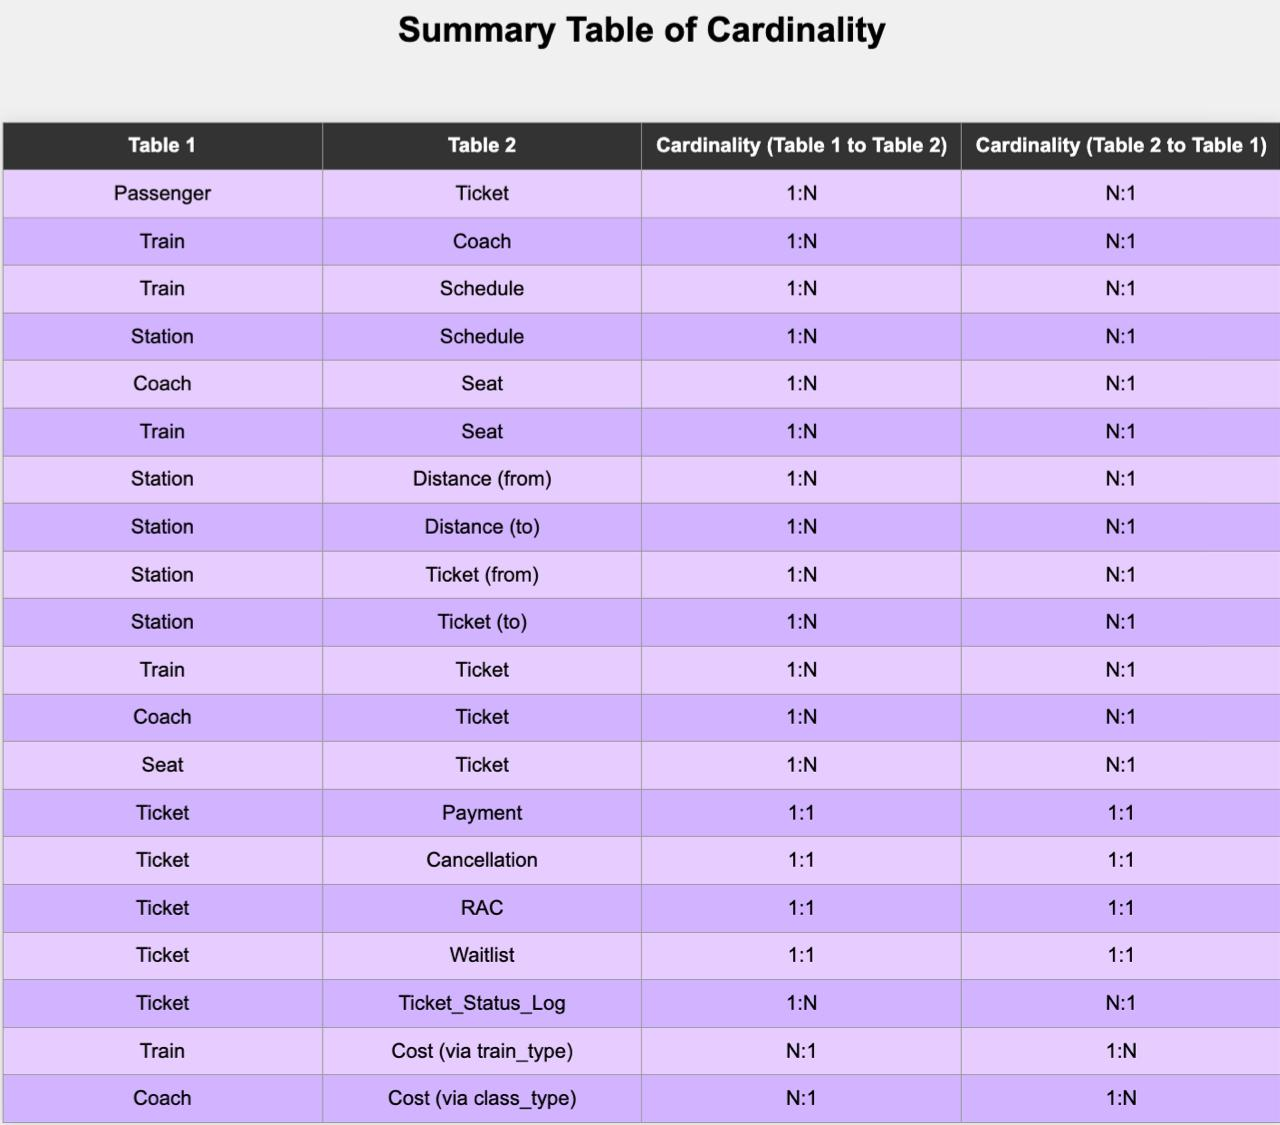 Summary Table of Cardinality
Table 1 Table 2 Cardinality (Table 1 to Table 2) Cardinality (Table 2 to Table 1)
Passenger Ticket 1:N N:1
Train Coach 1:N N:1
Train Schedule 1:N N:1
Station Schedule 1:N N:1
Coach Seat 1:N N:1
Train Seat 1:N N:1
Station Distance (from) 1:N N:1
Station Distance (to) 1:N N:1
Station Ticket (from) 1:N N:1
Station Ticket (to) 1:N N:1
Train Ticket 1:N N:1
Coach Ticket 1:N N:1
Seat Ticket 1:N N:1
Ticket Payment 1:1 1:1
Ticket Cancellation 1:1 1:1
Ticket RAC 1:1 1:1
Ticket Waitlist 1:1 1:1
Ticket Ticket_Status_Log 1:N N:1
Train Cost (via train_type) N:1 1:N
Coach Cost (via class_type) N:1 1:N